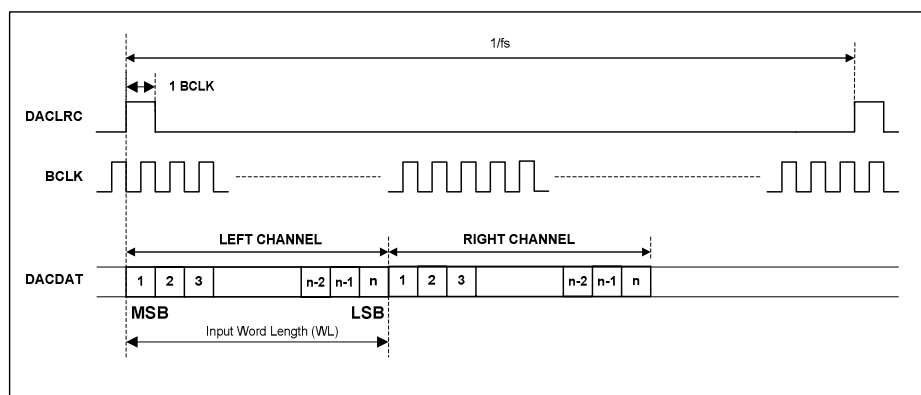 1/fs
1 BCLK
DACLRC
BCLK
LEFT CHANNEL RIGHT CHANNEL
DACDAT 1 2 3 n-2 n-1 n 1 2 3 n-2 n-1 n
MSB LSB
Input Word Length (WL)